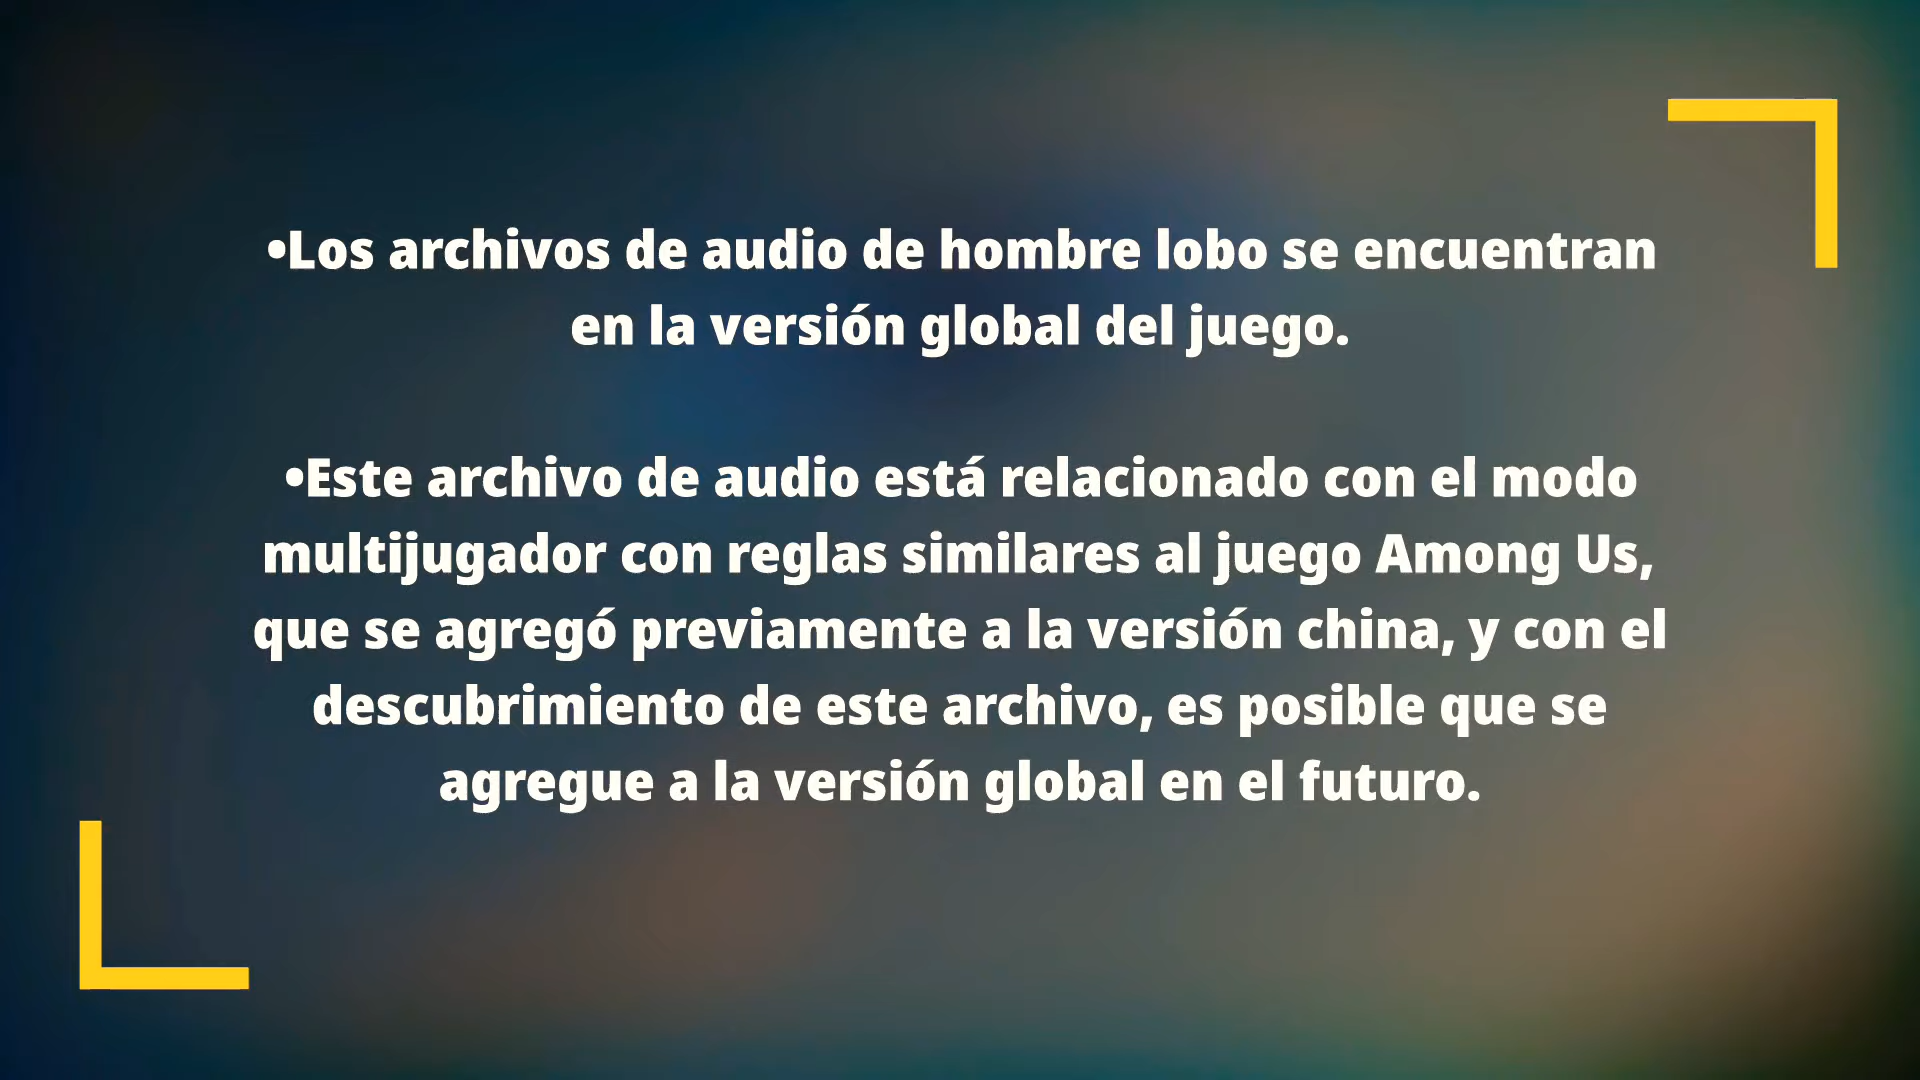 •Los archivos de audio de hombre lobo se encuentran
en la versión global del juego.
•Este archivo de audio está relacionado con el modo
multijugador con reglas similares al juego Among Us,
que se agregó previamente a la versión china, y con el
descubrimiento de este archivo, es posible que se
agregue a la versión global en el futuro.